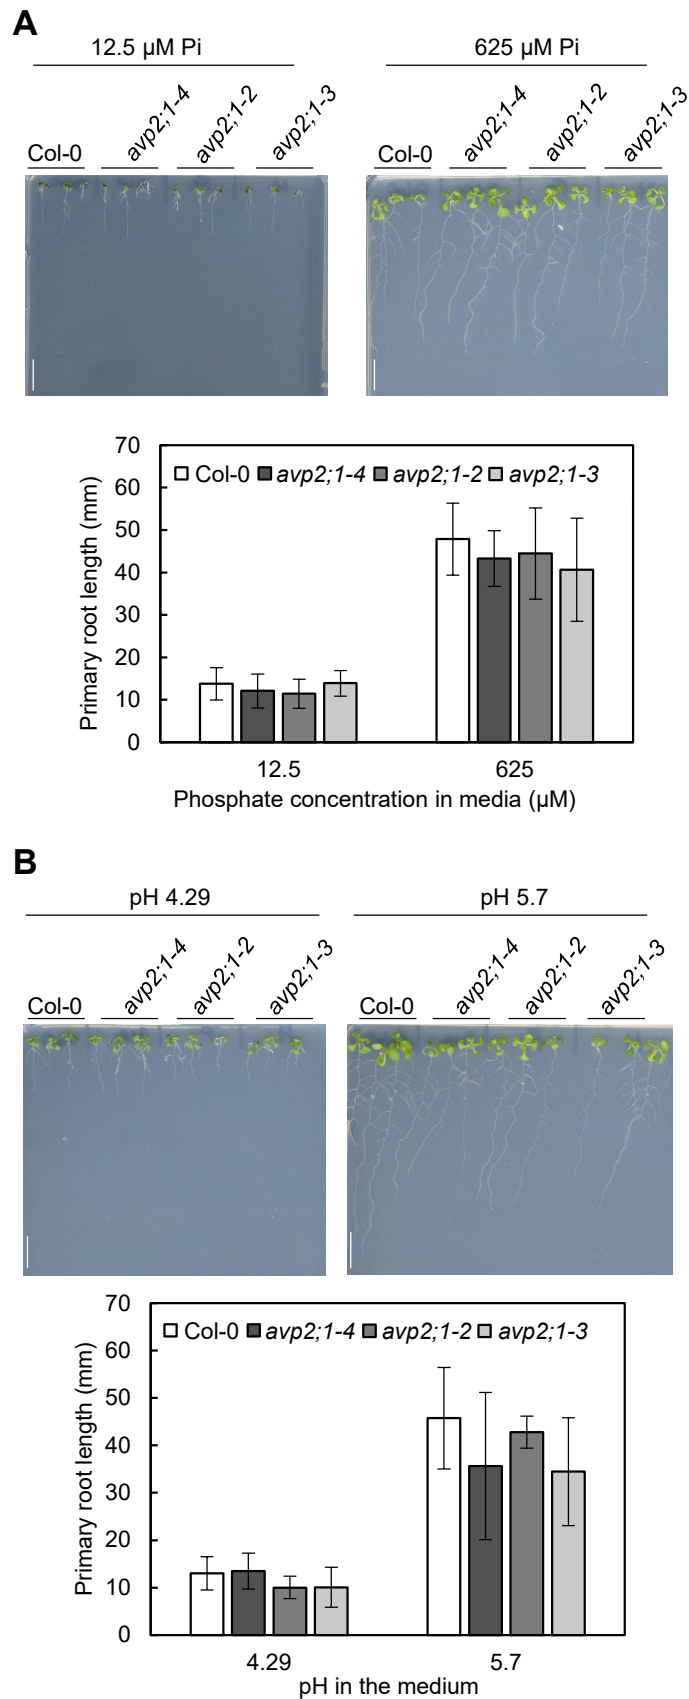 A
12.5 µM Pi 625 µM Pi
Col-0 avp2;1-4 avp2;1-2 avp2;1-3 Col-0 avp2;1-4 avp2;1-2 avp2;1-3
70
60
50
40
30
20
10
0
Primary root length (mm)
Col-0 avp2;1-4 avp2;1-2 avp2;1-3
12.5 625
Phosphate concentration in media (µM)
B
pH 4.29 pH 5.7
Col-0 avp2;1-4 avp2;1-2 avp2;1-3 Col-0 avp2;1-4 avp2;1-2 avp2;1-3
70
60
50
40
30
20
10
0
Primary root length (mm)
Col-0 avp2;1-4 avp2;1-2 avp2;1-3
4.29 5.7
pH in the medium